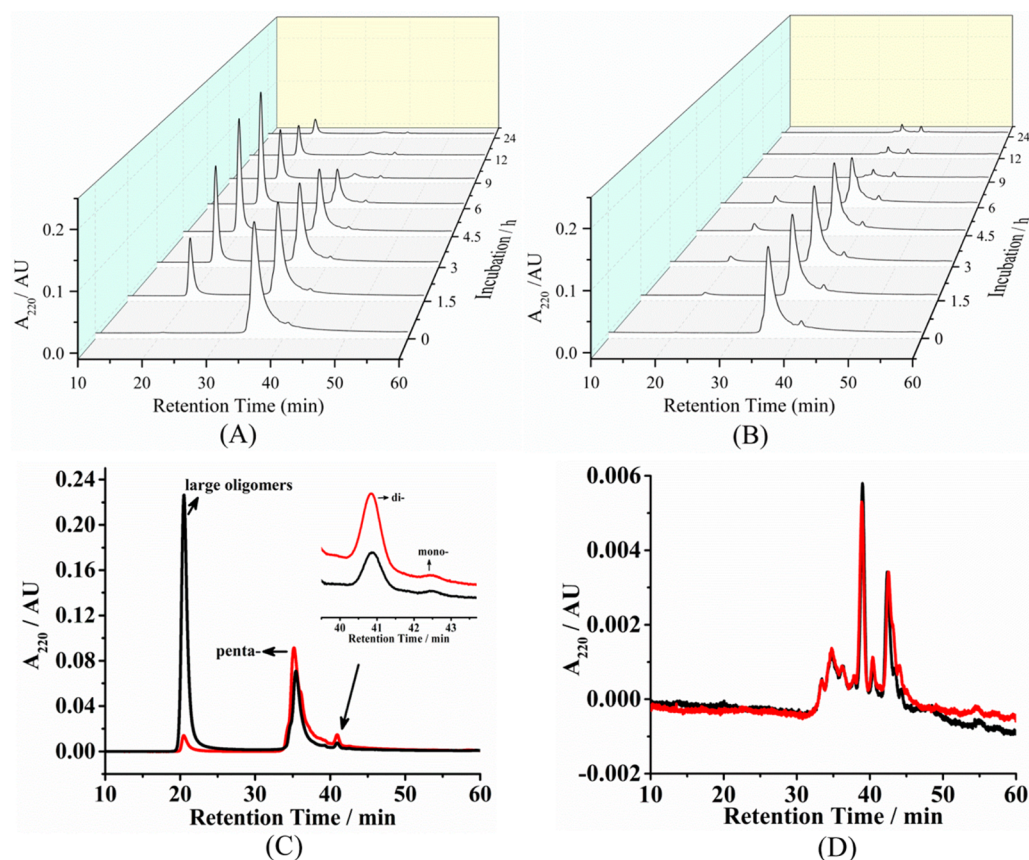 0.2
0.1
0.0
A220 / AU
10 20 30 40 50 60
Retention Time (min)
0
1.5
3
4.5
6
9
12
24
Incubation / h
(A)
0.2
0.1
0.0
A220 / AU
10 20 30 40 50 60
Retention Time (min)
0
1.5
3
4.5
6
9
12
24
Incubation / h
(B)
0.24
0.20
0.16
0.12
0.08
0.04
0.00
A220 / AU
large oligomers
penta-
di-
mono-
40 41 42 43
Retention Time / min
10 20 30 40 50 60
Retention Time / min
(C)
0.006
0.004
0.002
0.000
-0.002
A220 / AU
10 20 30 40 50 60
Retention Time / min
(D)